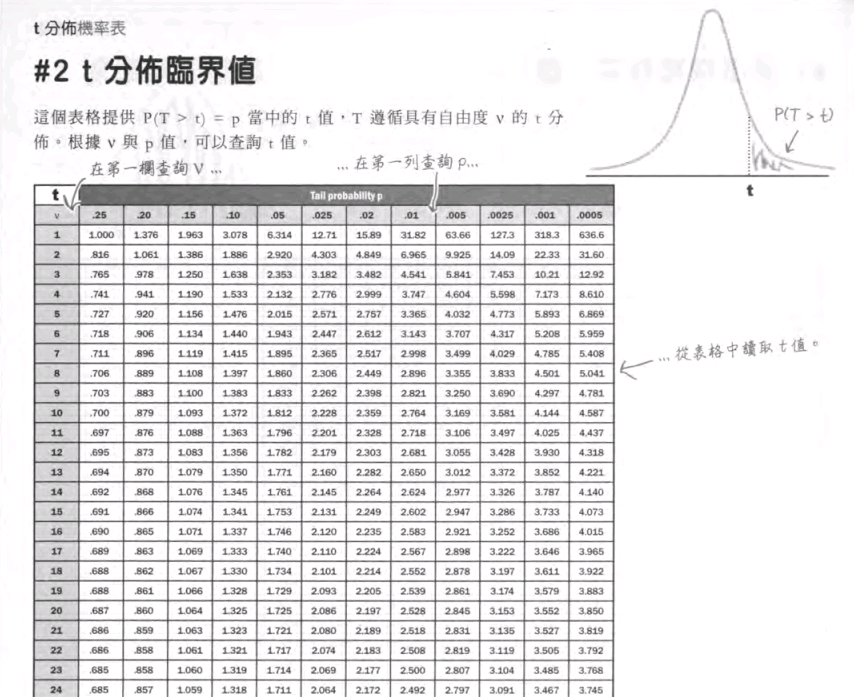 t 分佈機率表
#2 t 分佈臨界值
這個表格提供 P(T > t) = p 當中的 t 值，T 遵循具有自由度 ν 的 t 分
佈。根據 ν 與 p 值，可以查詢 t 值。
P(T > t)
t
在第一欄查詢 ν ...
... 在第一列查詢 p...
t Tail probability p
ν .25 .20 .15 .10 .05 .025 .02 .01 .005 .0025 .001 .0005
1 1.000 1.376 1.963 3.078 6.314 12.71 15.89 31.82 63.66 127.3 318.3 636.6
2 .816 1.061 1.386 1.886 2.920 4.303 4.849 6.965 9.925 14.09 22.33 31.60
3 .765 .978 1.250 1.638 2.353 3.182 3.482 4.541 5.841 7.453 10.21 12.92
4 .741 .941 1.190 1.533 2.132 2.776 2.999 3.747 4.604 5.598 7.173 8.610
5 .727 .920 1.156 1.476 2.015 2.571 2.757 3.365 4.032 4.773 5.893 6.869
6 .718 .906 1.134 1.440 1.943 2.447 2.612 3.143 3.707 4.317 5.208 5.959
7 .711 .896 1.119 1.415 1.895 2.365 2.517 2.998 3.499 4.029 4.785 5.408
8 .706 .889 1.108 1.397 1.860 2.306 2.449 2.896 3.355 3.833 4.501 5.041
... 從表格中讀取 t 值。
9 .703 .883 1.100 1.383 1.833 2.262 2.398 2.821 3.250 3.690 4.297 4.781
10 .700 .879 1.093 1.372 1.812 2.228 2.359 2.764 3.169 3.581 4.144 4.587
11 .697 .876 1.088 1.363 1.796 2.201 2.328 2.718 3.106 3.497 4.025 4.437
12 .695 .873 1.083 1.356 1.782 2.179 2.303 2.681 3.055 3.428 3.930 4.318
13 .694 .870 1.079 1.350 1.771 2.160 2.282 2.650 3.012 3.372 3.852 4.221
14 .692 .868 1.076 1.345 1.761 2.145 2.264 2.624 2.977 3.326 3.787 4.140
15 .691 .866 1.074 1.341 1.753 2.131 2.249 2.602 2.947 3.286 3.733 4.073
16 .690 .865 1.071 1.337 1.746 2.120 2.235 2.583 2.921 3.252 3.686 4.015
17 .689 .863 1.069 1.333 1.740 2.110 2.224 2.567 2.898 3.222 3.646 3.965
18 .688 .862 1.067 1.330 1.734 2.101 2.214 2.552 2.878 3.197 3.611 3.922
19 .688 .861 1.066 1.328 1.729 2.093 2.205 2.539 2.861 3.174 3.579 3.883
20 .687 .860 1.064 1.325 1.725 2.086 2.197 2.528 2.845 3.153 3.552 3.850
21 .686 .859 1.063 1.323 1.721 2.080 2.189 2.518 2.831 3.135 3.527 3.819
22 .686 .858 1.061 1.321 1.717 2.074 2.183 2.508 2.819 3.119 3.505 3.792
23 .685 .858 1.060 1.319 1.714 2.069 2.177 2.500 2.807 3.104 3.485 3.768
24 .685 .857 1.059 1.318 1.711 2.064 2.172 2.492 2.797 3.091 3.467 3.745